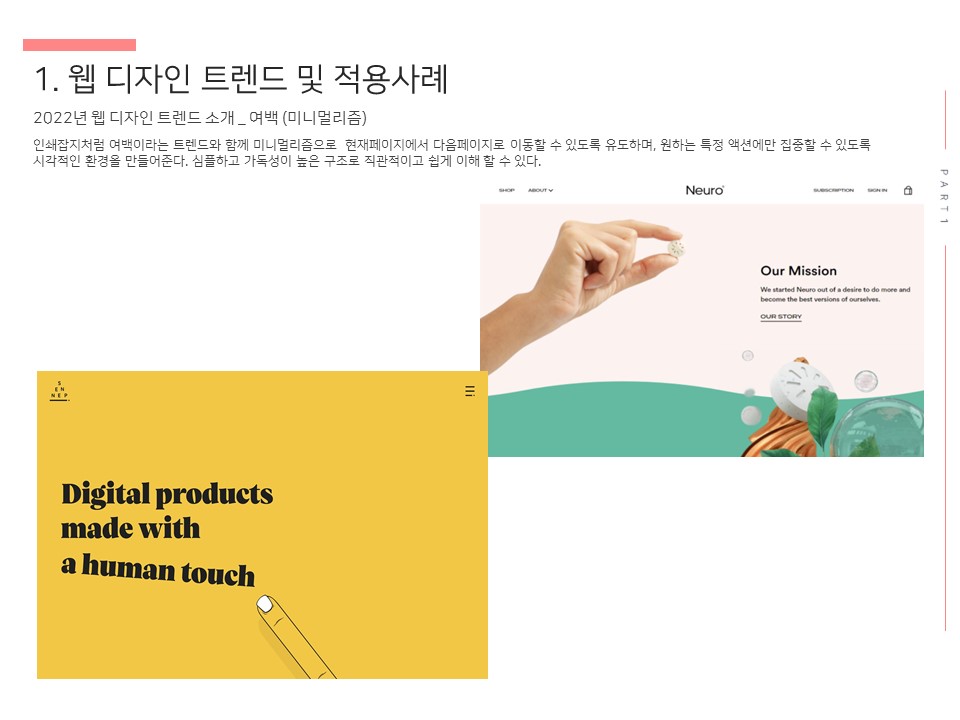 1. 웹 디자인 트렌드 및 적용사례
2022년 웹 디자인 트렌드 소개 _ 여백 (미니멀리즘)
인쇄잡지처럼 여백이라는 트렌드와 함께 미니멀리즘으로 현재페이지에서 다음페이지로 이동할 수 있도록 유도하며, 원하는 특정 액션에만 집중할 수 있도록
시각적인 환경을 만들어준다. 심플하고 가독성이 높은 구조로 직관적이고 쉽게 이해 할 수 있다.
PART 1
SHOP ABOUT Neuro SUBSCRIPTION SIGN IN
Our Mission
We started Neuro out of a desire to do more and
become the best versions of ourselves.
OUR STORY
S
EN
NEP.
Digital products
made with
a human touch